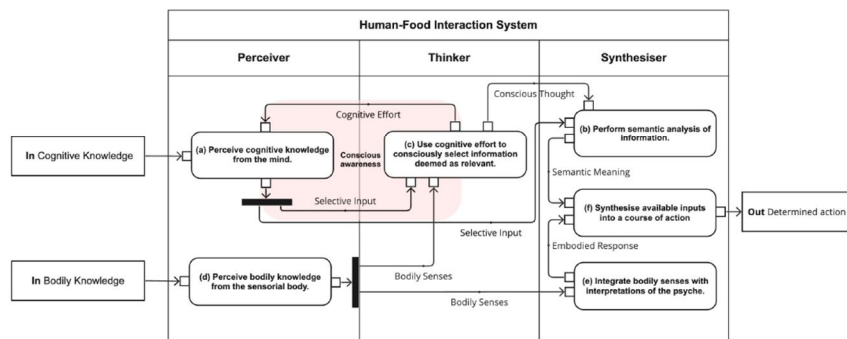 Human-Food Interaction System
Perceiver
Thinker
Synthesiser
Conscious Thought
Cognitive Effort
In Cognitive Knowledge
(a) Perceive cognitive knowledge
from the mind.
Conscious
awareness
(c) Use cognitive effort to
consciously select information
deemed as relevant.
(b) Perform semantic analysis of
information.
Semantic Meaning
Selective Input
Selective Input
(f) Synthesise available inputs
into a course of action
Out Determined action
Embodied Response
In Bodily Knowledge
(d) Perceive bodily knowledge
from the sensorial body.
Bodily Senses
Bodily Senses
(e) Integrate bodily senses with
interpretations of the psyche.